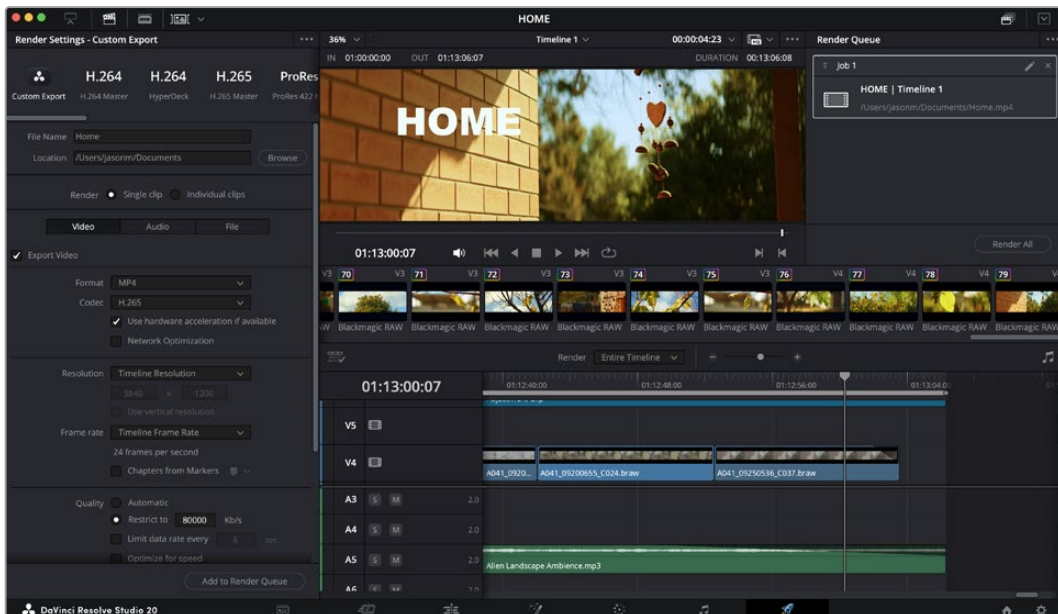 HOME
Render Settings - Custom Export
36%
Timeline 1
00:00:04:23
Render Queue
IN 01:00:00:00 OUT 01:13:06:07
DURATION 00:13:06:08
Job 1
HOME | Timeline 1
/Users/jasonm/Documents/Home.mp4
H.264 H.264 H.265 ProRes
Custom Export H.264 Master HyperDeck H.265 Master ProRes 422
HOME
File Name Home
Location /Users/jasonm/Documents Browse
Render Single clip Individual clips
Video Audio File
Render All
01:13:00:07
Export Video
V3 70 V3 71 V3 72 V3 73 V3 74 V3 75 V3 76 V4 77 V4 78 V4 79
Format MP4
Codec H.265
Use hardware acceleration if available
Network Optimization
Blackmagic RAW Blackmagic RAW Blackmagic RAW Blackmagic RAW Blackmagic RAW Blackmagic RAW Blackmagic RAW Blackmagic RAW Blackmagic RAW Blackmagic RAW
Render Entire Timeline
Resolution Timeline Resolution
3840 x 1200
Use vertical resolution
01:13:00:07
01:12:40:00 01:12:48:00 01:12:56:00 01:13:04:0
Frame rate Timeline Frame Rate
24 frames per second
Chapters from Markers
V5
V4
A041_0920... A041_09200655_C024.braw A041_09250536_C037.braw
Quality Automatic
Restrict to 80000 Kb/s
Limit data rate every 5 sec
Optimize for speed
A3 S M 2.0
A4 S M 2.0
A5 S M 2.0
Alien Landscape Ambience.mp3
A6 S M 2.0
Add to Render Queue
DaVinci Resolve Studio 20